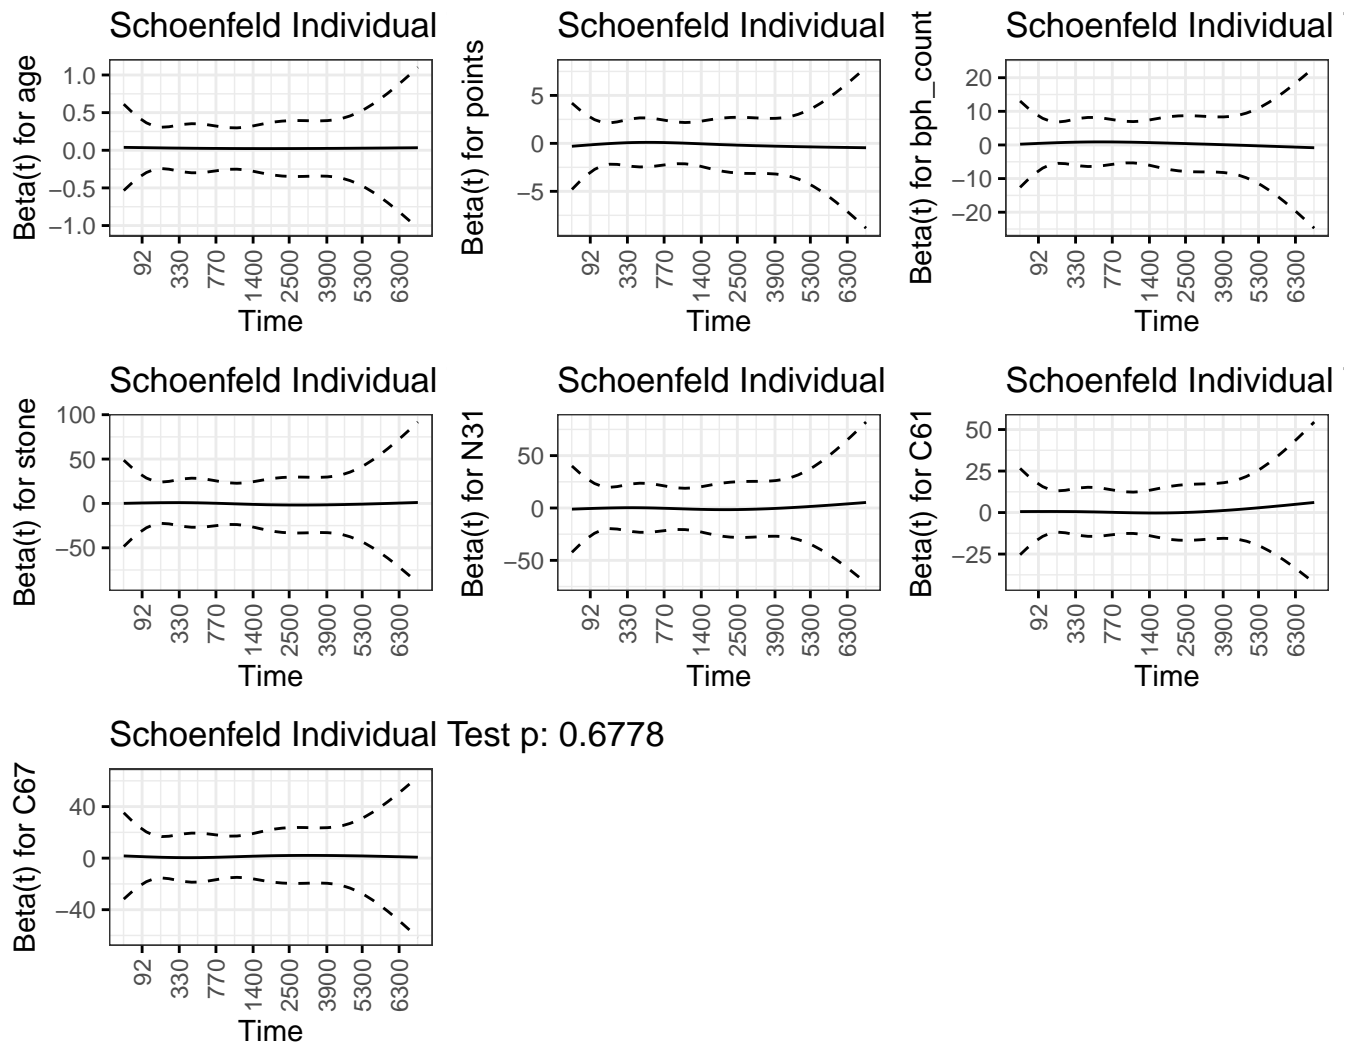 Schoenfeld Individual
Beta(t) for age
1.0
0.5
0.0
−0.5
−1.0
92 330 770 1400 2500 3900 5300 6300
Time
Schoenfeld Individual
Beta(t) for points
5
0
−5
92 330 770 1400 2500 3900 5300 6300
Time
Schoenfeld Individual
Beta(t) for bph_count
20
10
0
−10
−20
92 330 770 1400 2500 3900 5300 6300
Time
Schoenfeld Individual
Beta(t) for stone
100
50
0
−50
92 330 770 1400 2500 3900 5300 6300
Time
Schoenfeld Individual
Beta(t) for N31
50
0
−50
92 330 770 1400 2500 3900 5300 6300
Time
Schoenfeld Individual
Beta(t) for C61
50
25
0
−25
92 330 770 1400 2500 3900 5300 6300
Time
Schoenfeld Individual Test p: 0.6778
Beta(t) for C67
40
0
−40
92 330 770 1400 2500 3900 5300 6300
Time